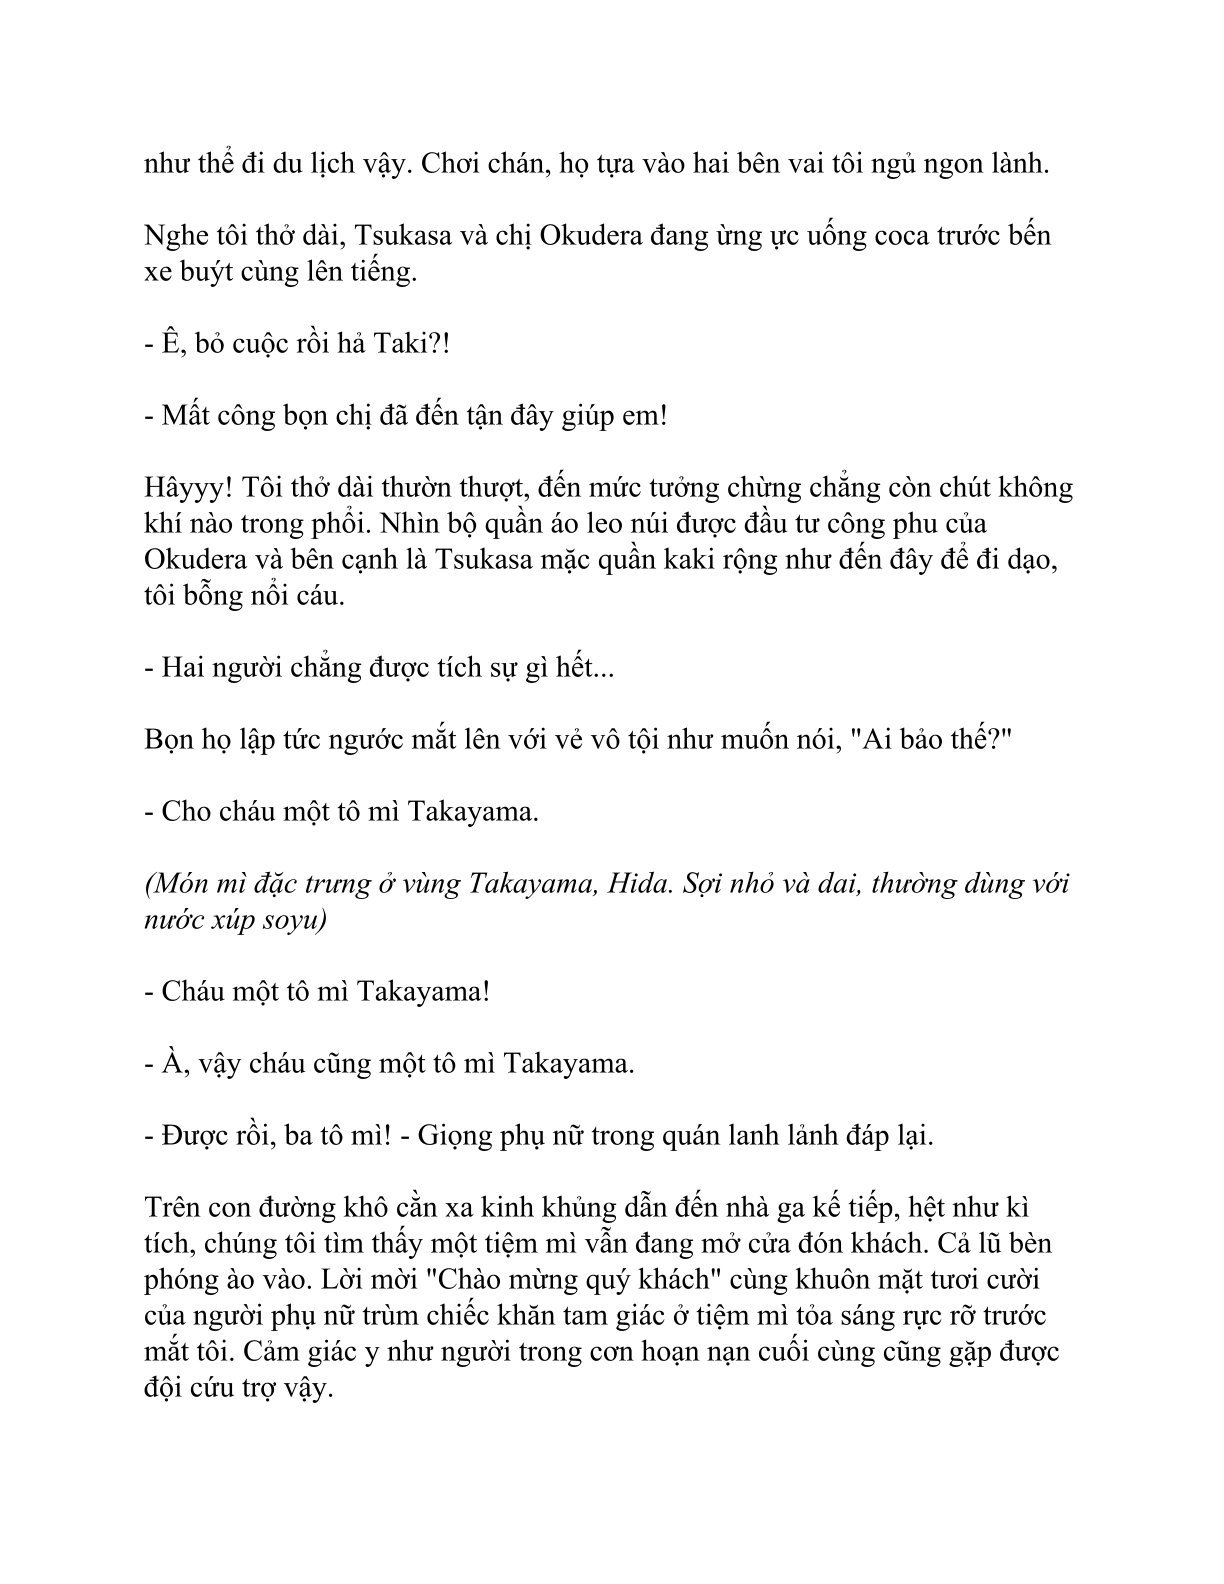 như thể đi du lịch vậy. Chơi chán, họ tựa vào hai bên vai tôi ngủ ngon lành.
Nghe tôi thở dài, Tsukasa và chị Okudera đang ừng ực uống coca trước bến
xe buýt cùng lên tiếng.
- Ê, bỏ cuộc rồi hả Taki?!
- Mất công bọn chị đã đến tận đây giúp em!
Hâyyy! Tôi thở dài thườn thượt, đến mức tưởng chừng chẳng còn chút không
khí nào trong phổi. Nhìn bộ quần áo leo núi được đầu tư công phu của
Okudera và bên cạnh là Tsukasa mặc quần kaki rộng như đến đây để đi dạo,
tôi bỗng nổi cáu.
- Hai người chẳng được tích sự gì hết...
Bọn họ lập tức ngước mắt lên với vẻ vô tội như muốn nói, "Ai bảo thế?"
- Cho cháu một tô mì Takayama.
(Món mì đặc trưng ở vùng Takayama, Hida. Sợi nhỏ và dai, thường dùng với
nước xúp soyu)
- Cháu một tô mì Takayama!
- À, vậy cháu cũng một tô mì Takayama.
- Được rồi, ba tô mì! - Giọng phụ nữ trong quán lanh lảnh đáp lại.
Trên con đường khô cằn xa kinh khủng dẫn đến nhà ga kế tiếp, hệt như kì
tích, chúng tôi tìm thấy một tiệm mì vẫn đang mở cửa đón khách. Cả lũ bèn
phóng ào vào. Lời mời "Chào mừng quý khách" cùng khuôn mặt tươi cười
của người phụ nữ trùm chiếc khăn tam giác ở tiệm mì tỏa sáng rực rỡ trước
mắt tôi. Cảm giác y như người trong cơn hoạn nạn cuối cùng cũng gặp được
đội cứu trợ vậy.